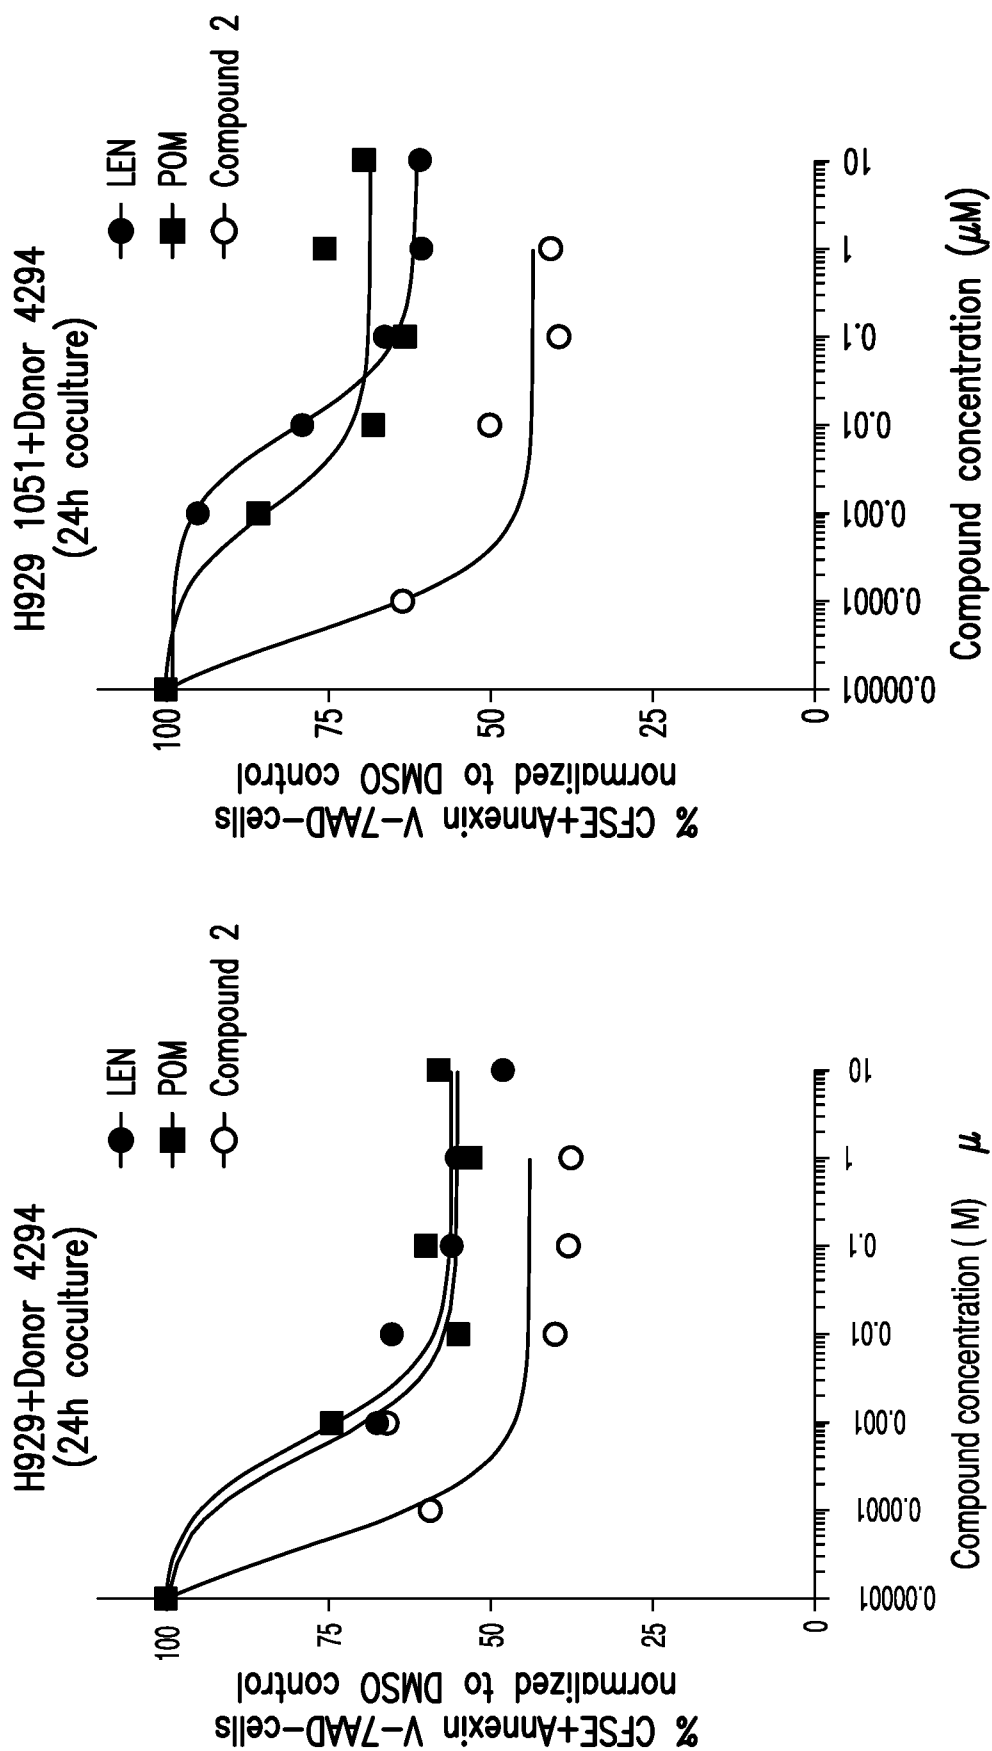 H929+Donor 4294
(24h coculture)
LEN
POM
Compound 2
% CFSE+Annexin V-7AAD-cells
normalized to DMSO control
100
75
50
25
0
0.00001
0.0001
0.001
0.01
0.1
1
10
Compound concentration ( M) μ
H929 1051+Donor 4294
(24h coculture)
LEN
POM
Compound 2
% CFSE+Annexin V-7AAD-cells
normalized to DMSO control
100
75
50
25
0
0.00001
0.0001
0.001
0.01
0.1
1
10
Compound concentration (μM)